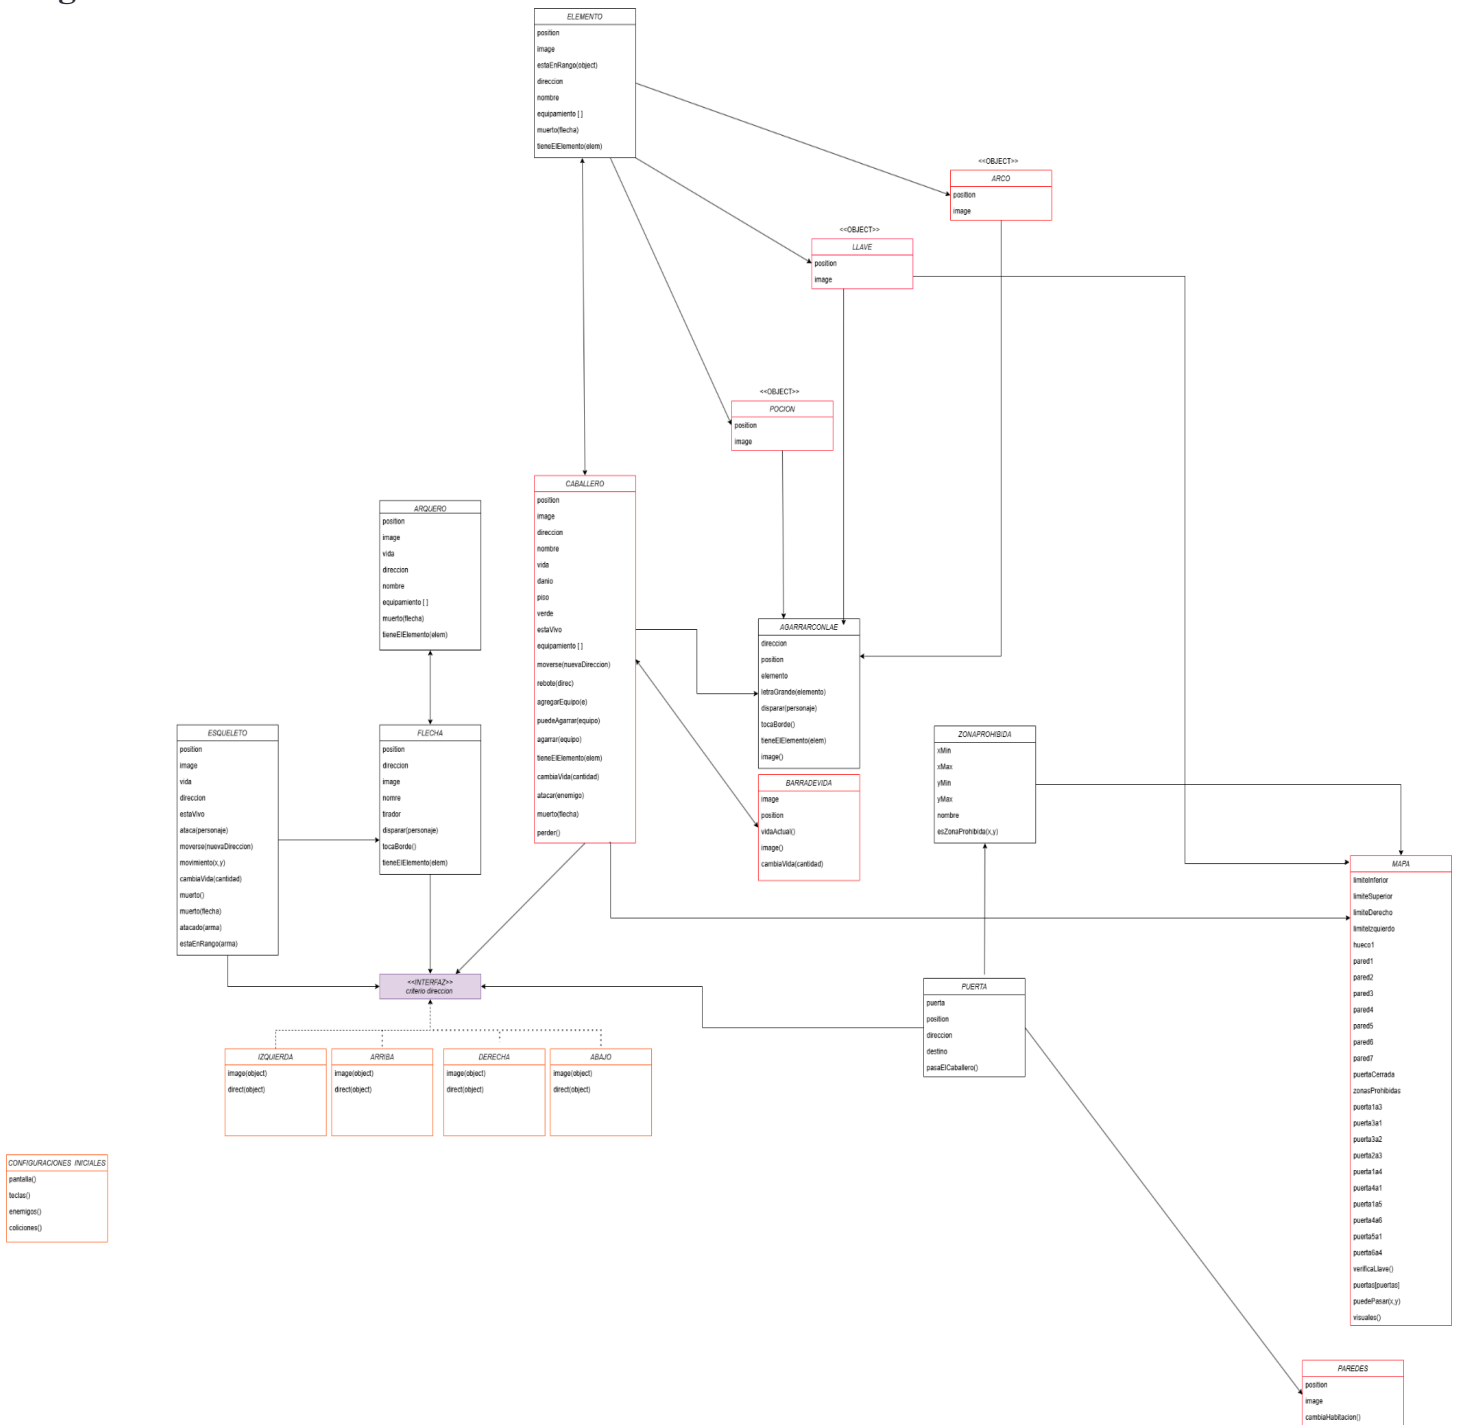 ELEMENTO
position
image
estaEnRango(object)
direccion
nombre
equipamiento [ ]
muerto(flecha)
tieneElElemento(elem)
<<OBJECT>>
ARCO
position
image
<<OBJECT>>
LLAVE
position
image
<<OBJECT>>
POCION
position
image
CABALLERO
position
image
direccion
nombre
vida
danio
piso
verde
estaVivo
equipamiento [ ]
moverse(nuevaDireccion)
rebote(direc)
agregarEquipo(e)
puedeAgarrar(equipo)
agarrar(equipo)
tieneElElemento(elem)
cambiaVida(cantidad)
atacar(enemigo)
muerto(flecha)
perder()
ARQUERO
position
image
vida
direccion
nombre
equipamiento [ ]
muerto(flecha)
tieneElElemento(elem)
AGARRARCONLAE
direccion
position
elemento
letraGrande(elemento)
disparar(personaje)
tocaBorde()
tieneElElemento(elem)
image()
ESQUELETO
position
image
vida
direccion
estaVivo
ataca(personaje)
moverse(nuevaDireccion)
movimiento(x,y)
cambiaVida(cantidad)
muerto()
muerto(flecha)
atacado(arma)
estaEnRango(arma)
FLECHA
position
direccion
image
nomre
tirador
disparar(personaje)
tocaBorde()
tieneElElemento(elem)
BARRADEVIDA
image
position
vidaActual()
image()
cambiaVida(cantidad)
ZONAPROHIBIDA
xMin
xMax
yMin
yMax
nombre
esZonaProhibida(x,y)
MAPA
limiteInferior
limiteSuperior
limiteDerecho
limiteIzquierdo
hueco1
pared1
pared2
pared3
pared4
pared5
pared6
pared7
puertaCerrada
zonasProhibidas
puerta1a3
puerta3a1
puerta3a2
puerta2a3
puerta1a4
puerta4a1
puerta1a5
puerta4a6
puerta5a1
puerta6a4
verificaLlave()
puertas[puertas]
puedePasar(x,y)
visuales()
<<INTERFAZ>>
criterio direccion
PUERTA
puerta
position
direccion
destino
pasaElCaballero()
IZQUIERDA
image(object)
direct(object)
ARRIBA
image(object)
direct(object)
DERECHA
image(object)
direct(object)
ABAJO
image(object)
direct(object)
CONFIGURACIONES INICIALES
pantalla()
teclas()
enemigos()
coliciones()
PAREDES
position
image
cambiaHabitacion()